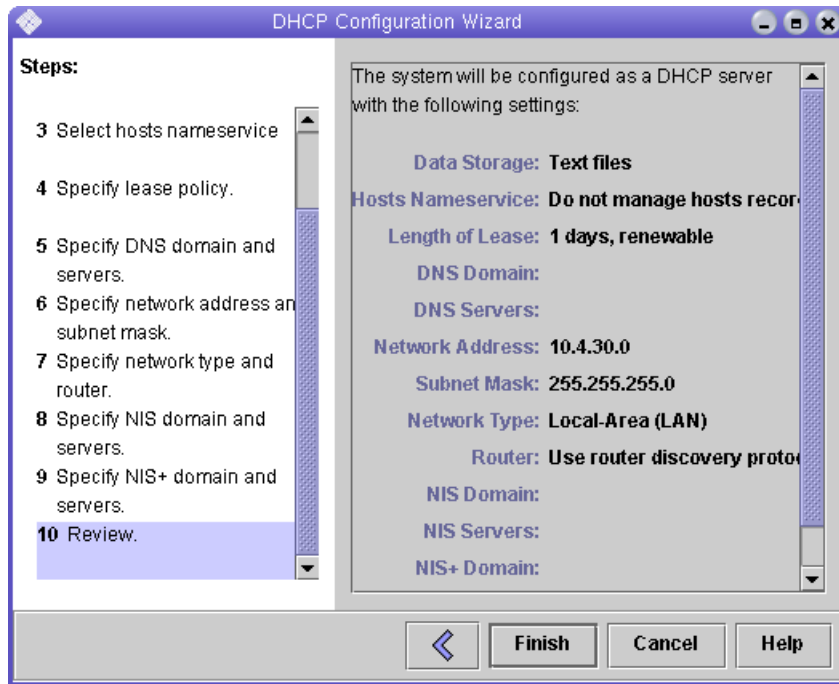 DHCP Configuration Wizard
Steps:
3 Select hosts nameservice
4 Specify lease policy.
5 Specify DNS domain and
servers.
6 Specify network address an
subnet mask.
7 Specify network type and
router.
8 Specify NIS domain and
servers.
9 Specify NIS+ domain and
servers.
10 Review.
The system will be configured as a DHCP server
with the following settings:
Data Storage: Text files
Hosts Nameservice: Do not manage hosts recor
Length of Lease: 1 days, renewable
DNS Domain:
DNS Servers:
Network Address: 10.4.30.0
Subnet Mask: 255.255.255.0
Network Type: Local-Area (LAN)
Router: Use router discovery proto
NIS Domain:
NIS Servers:
NIS+ Domain:
Finish
Cancel
Help